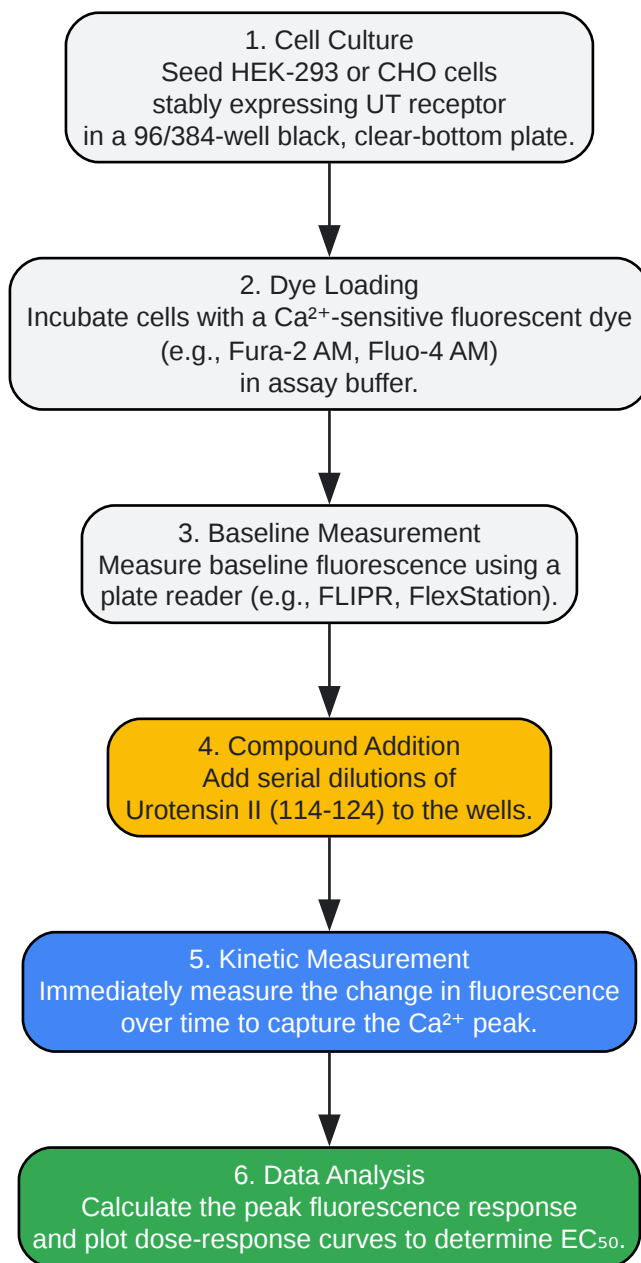 1. Cell Culture
Seed HEK-293 or CHO cells
stably expressing UT receptor
in a 96/384-well black, clear-bottom plate.
2. Dye Loading
Incubate cells with a Ca²⁺-sensitive fluorescent dye
(e.g., Fura-2 AM, Fluo-4 AM)
in assay buffer.
3. Baseline Measurement
Measure baseline fluorescence using a
plate reader (e.g., FLIPR, FlexStation).
4. Compound Addition
Add serial dilutions of
Urotensin II (114-124) to the wells.
5. Kinetic Measurement
Immediately measure the change in fluorescence
over time to capture the Ca²⁺ peak.
6. Data Analysis
Calculate the peak fluorescence response
and plot dose-response curves to determine EC₅₀.